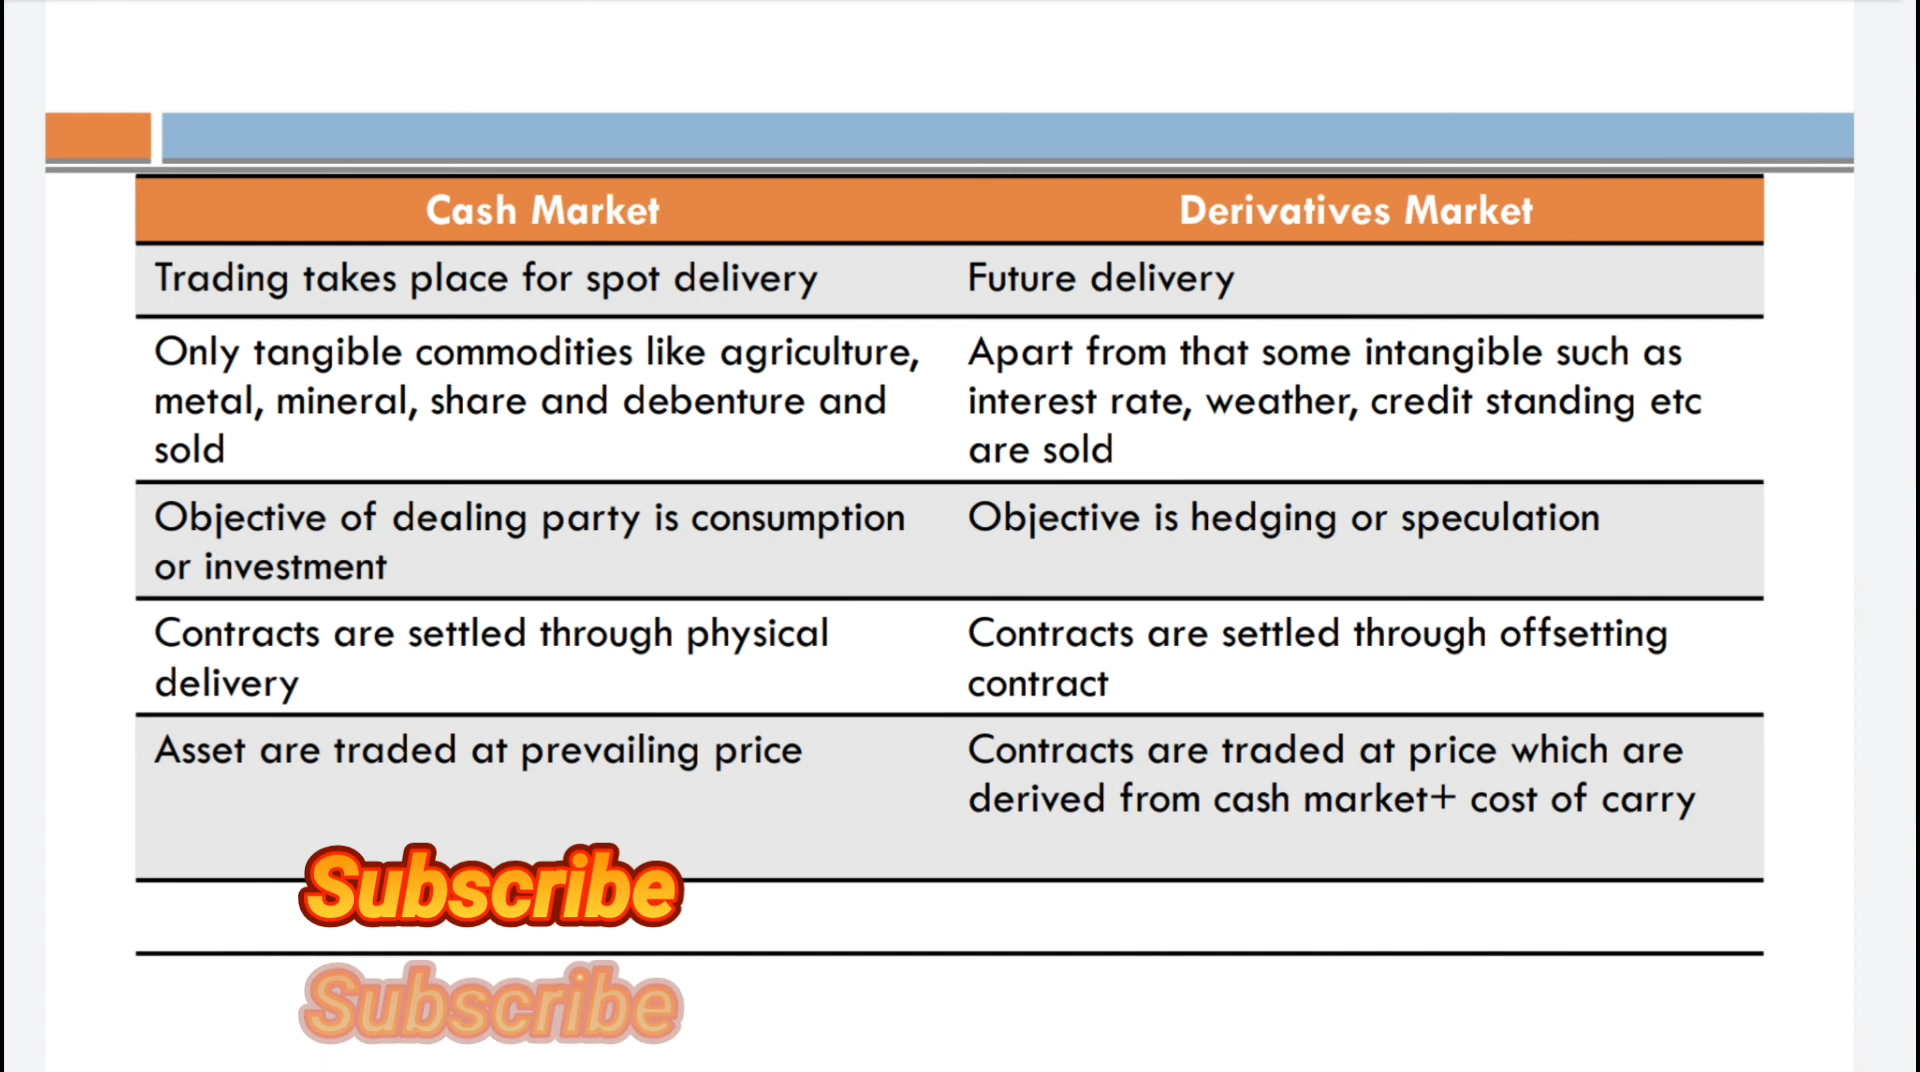 Cash Market
Derivatives Market
Trading takes place for spot delivery
Future delivery
Only tangible commodities like agriculture,
metal, mineral, share and debenture and
sold
Apart from that some intangible such as
interest rate, weather, credit standing etc
are sold
Objective of dealing party is consumption
or investment
Objective is hedging or speculation
Contracts are settled through physical
delivery
Contracts are settled through offsetting
contract
Asset are traded at prevailing price
Contracts are traded at price which are
derived from cash market+ cost of carry
Subscribe
Subscribe